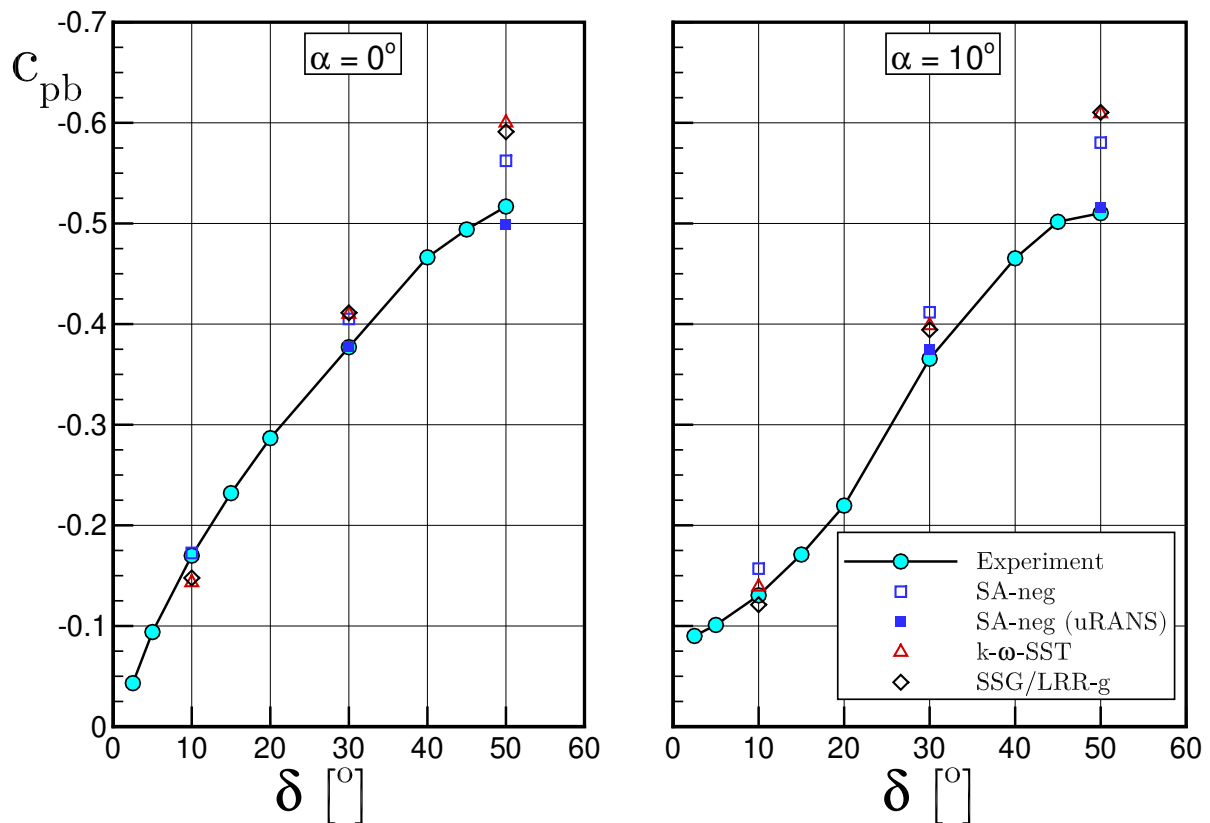 c_pb
-0.7
-0.6
-0.5
-0.4
-0.3
-0.2
-0.1
0
α = 0°
0 10 20 30 40 50 60
δ [°]
α = 10°
Experiment
SA-neg
SA-neg (uRANS)
k-ω-SST
SSG/LRR-g
0 10 20 30 40 50 60
δ [°]